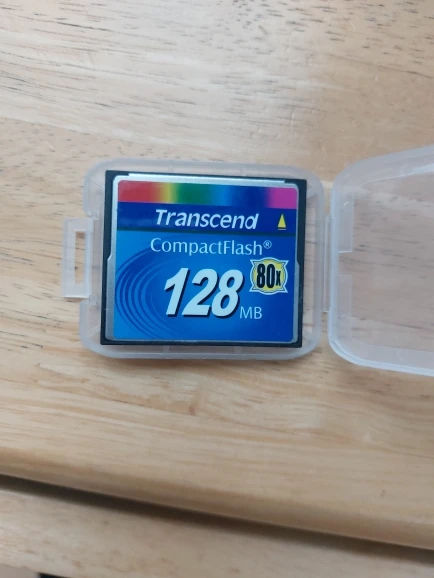 Transcend
CompactFlash®
80x
128 MB